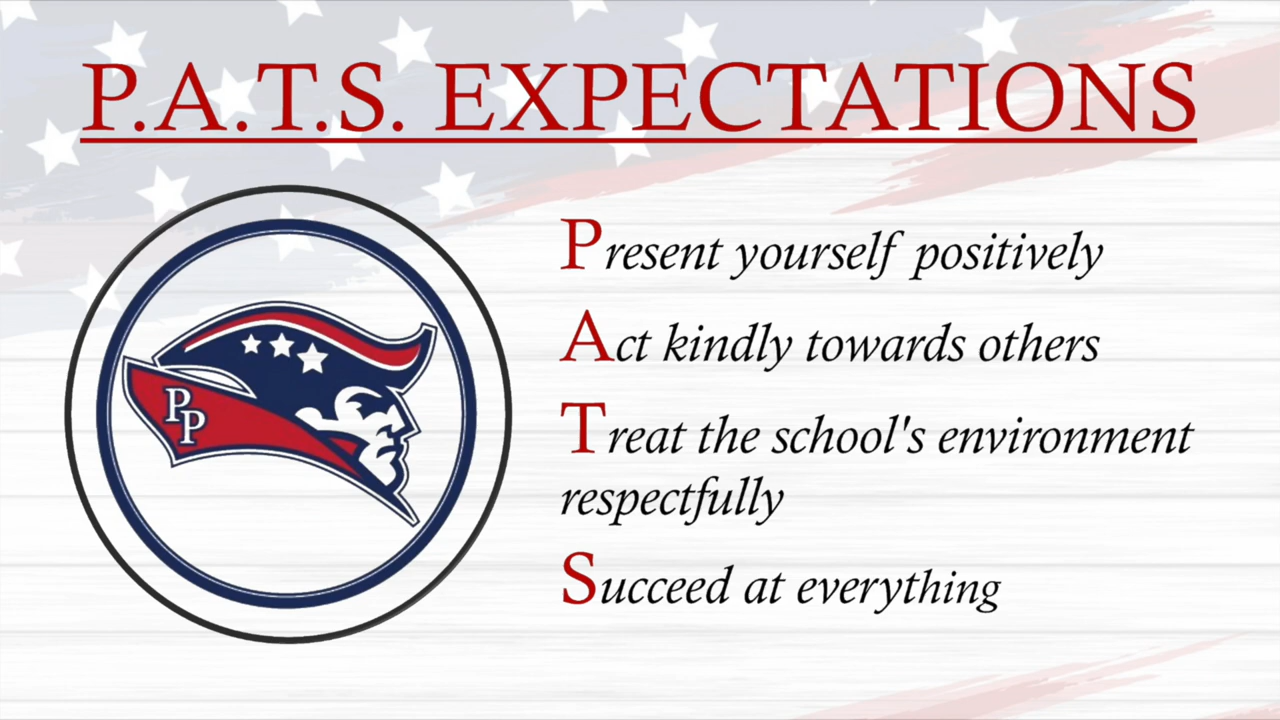 P.A.T.S. EXPECTATIONS
PP
Present yourself positively
Act kindly towards others
Treat the school's environment
respectfully
Succeed at everything